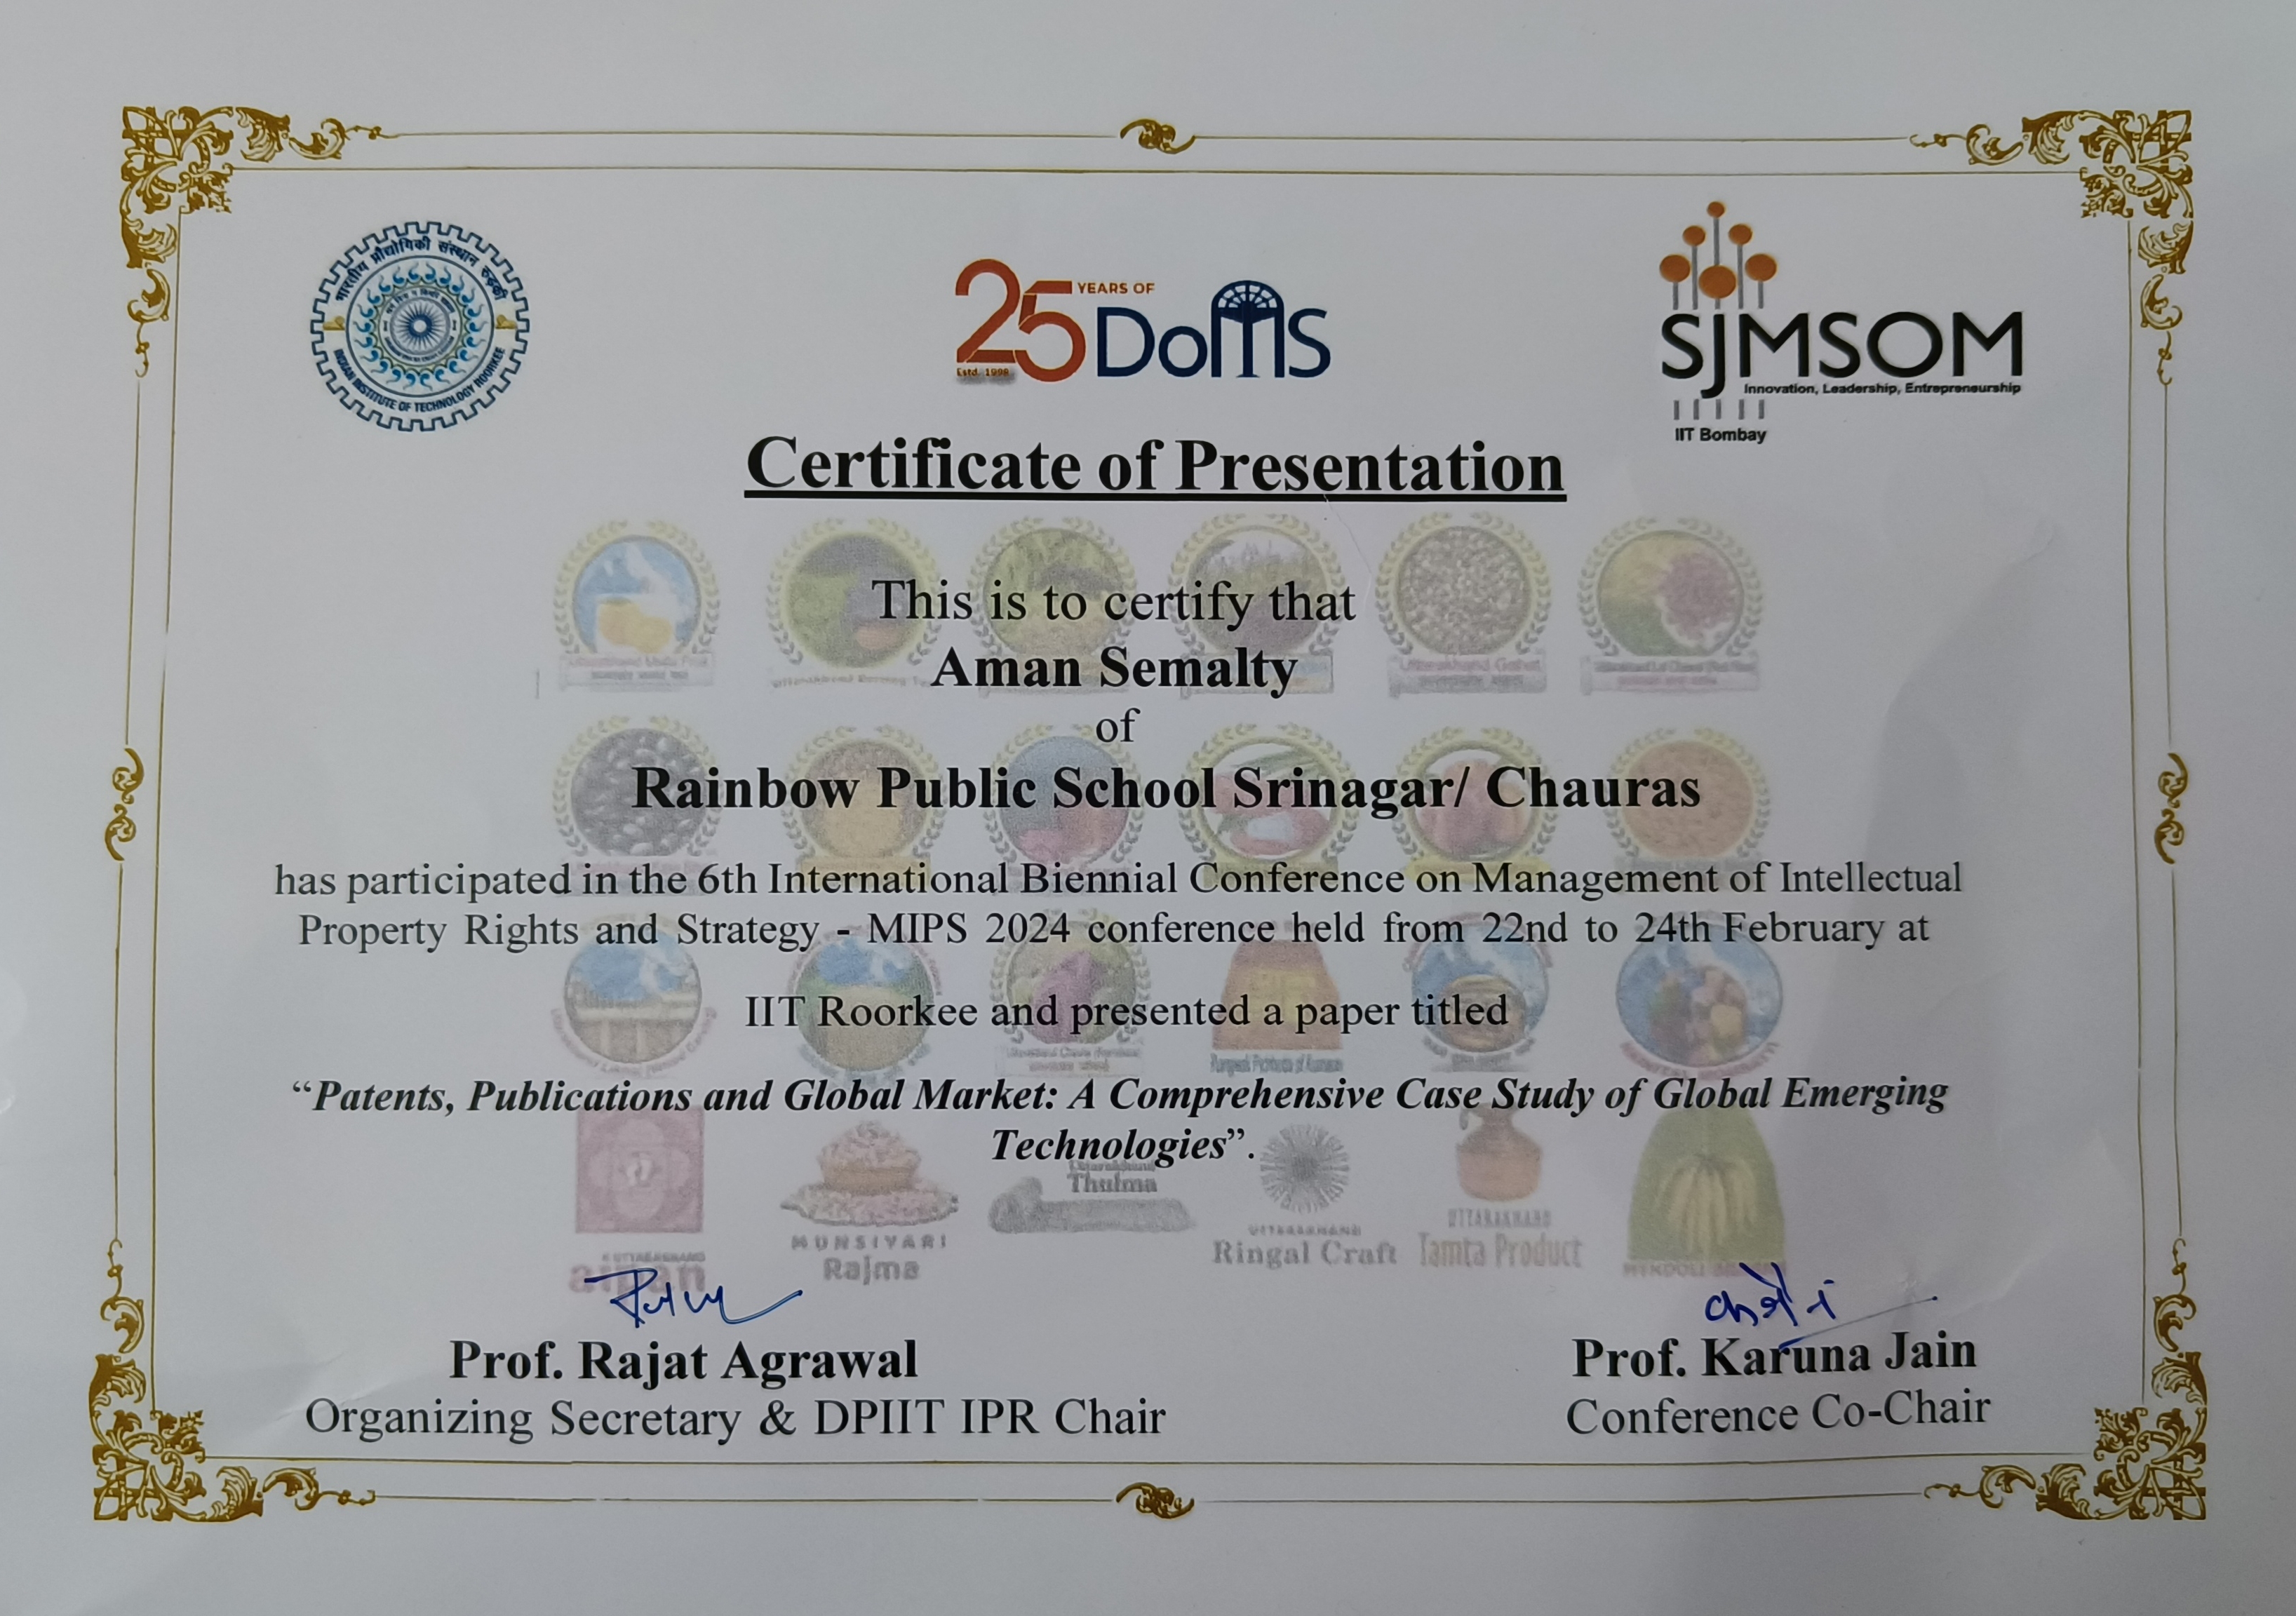 भारतीय प्रौद्योगिकी संस्थान रुड़की
INDIAN INSTITUTE OF TECHNOLOGY ROORKEE
25 YEARS OF
DoMS
Estd. 1998
SJMSOM
Innovation, Leadership, Entrepreneurship
IIT Bombay
Certificate of Presentation
This is to certify that
Aman Semalty
of
Rainbow Public School Srinagar/ Chauras
has participated in the 6th International Biennial Conference on Management of Intellectual
Property Rights and Strategy - MIPS 2024 conference held from 22nd to 24th February at
IIT Roorkee and presented a paper titled
“Patents, Publications and Global Market: A Comprehensive Case Study of Global Emerging
Technologies”.
Uttarakhand
Thulma
MUNSIYARI
Rajma
UTTARAKHAND
Ringal Craft
UTTARAKHAND
Tamta Product
aipan
Prof. Rajat Agrawal
Organizing Secretary & DPIIT IPR Chair
Prof. Karuna Jain
Conference Co-Chair